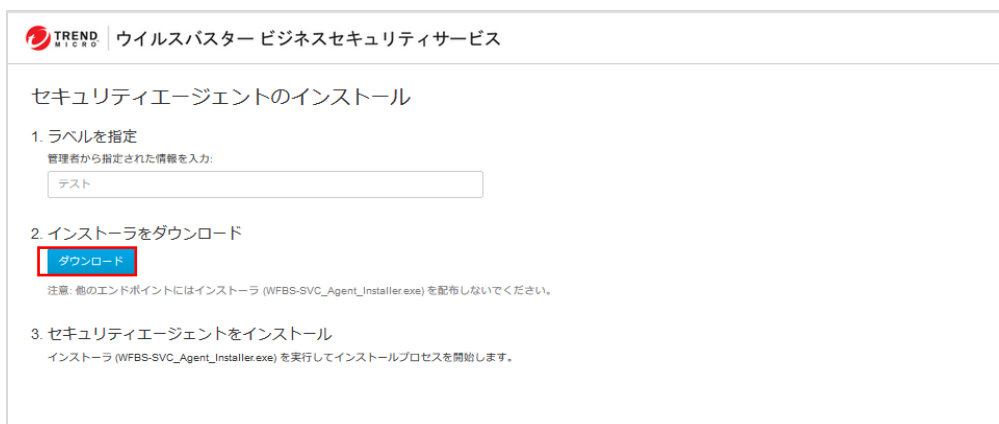 TREND MICRO ウイルスバスター ビジネスセキュリティサービス
セキュリティエージェントのインストール
1. ラベルを指定
管理者から指定された情報を入力:
テスト
2. インストーラをダウンロード
ダウンロード
注意: 他のエンドポイントにはインストーラ (WFBS-SVC_Agent_Installer.exe) を配布しないでください。
3. セキュリティエージェントをインストール
インストーラ (WFBS-SVC_Agent_Installer.exe) を実行してインストールプロセスを開始します。